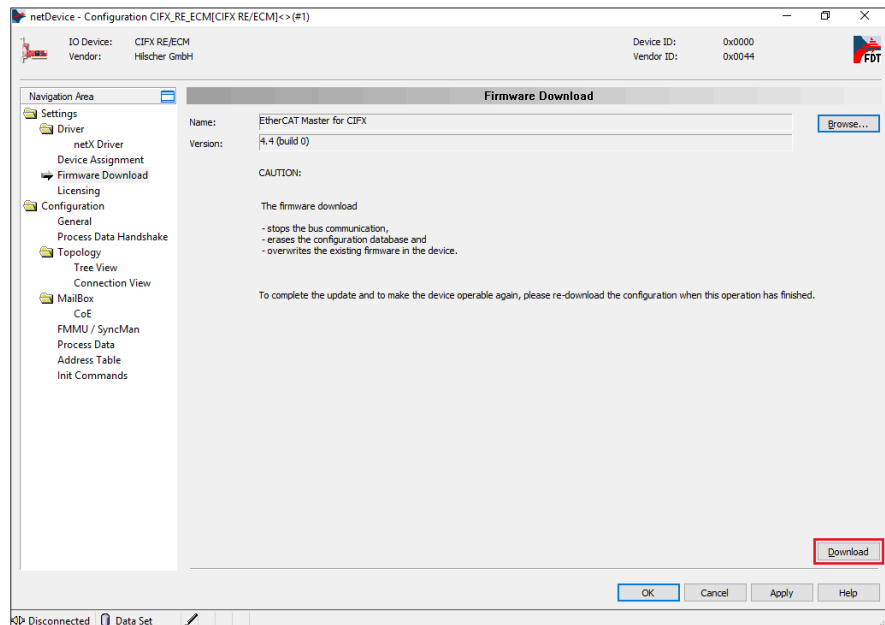 netDevice - Configuration CIFX_RE_ECM[CIFX RE/ECM]<>(#1)
IO Device: CIFX RE/ECM Device ID: 0x0000
Vendor: Hilscher GmbH Vendor ID: 0x0044
FDT
Navigation Area
Settings
Driver
netX Driver
Device Assignment
Firmware Download
Licensing
Configuration
General
Process Data Handshake
Topology
Tree View
Connection View
MailBox
CoE
FMMU / SyncMan
Process Data
Address Table
Init Commands
Firmware Download
Name: EtherCAT Master for CIFX Browse...
Version: 4.4 (build 0)
CAUTION:
The firmware download
- stops the bus communication,
- erases the configuration database and
- overwrites the existing firmware in the device.
To complete the update and to make the device operable again, please re-download the configuration when this operation has finished.
Download
OK Cancel Apply Help
Disconnected Data Set